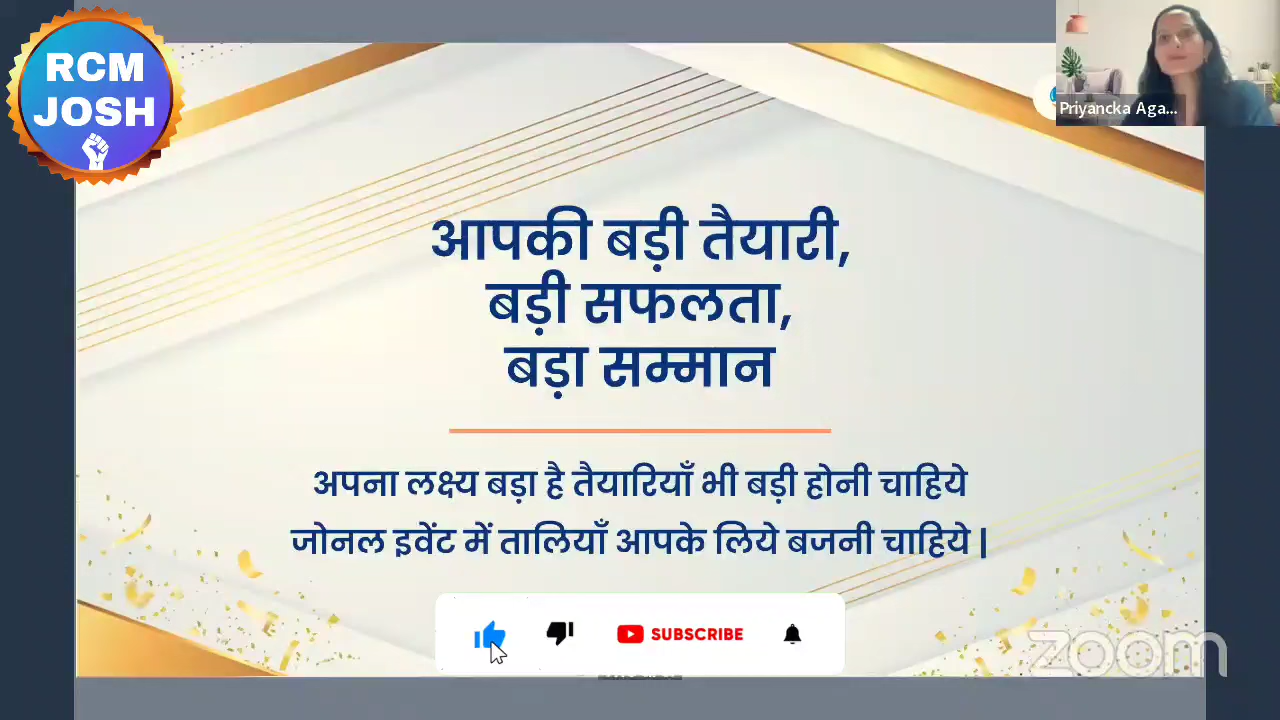 RCM
JOSH
Priyancka Aga...
आपकी बड़ी तैयारी,
बड़ी सफलता,
बड़ा सम्मान
अपना लक्ष्य बड़ा है तैयारियाँ भी बड़ी होनी चाहिये
जोनल इवेंट में तालियाँ आपके लिये बजनी चाहिये |
SUBSCRIBE
zoom